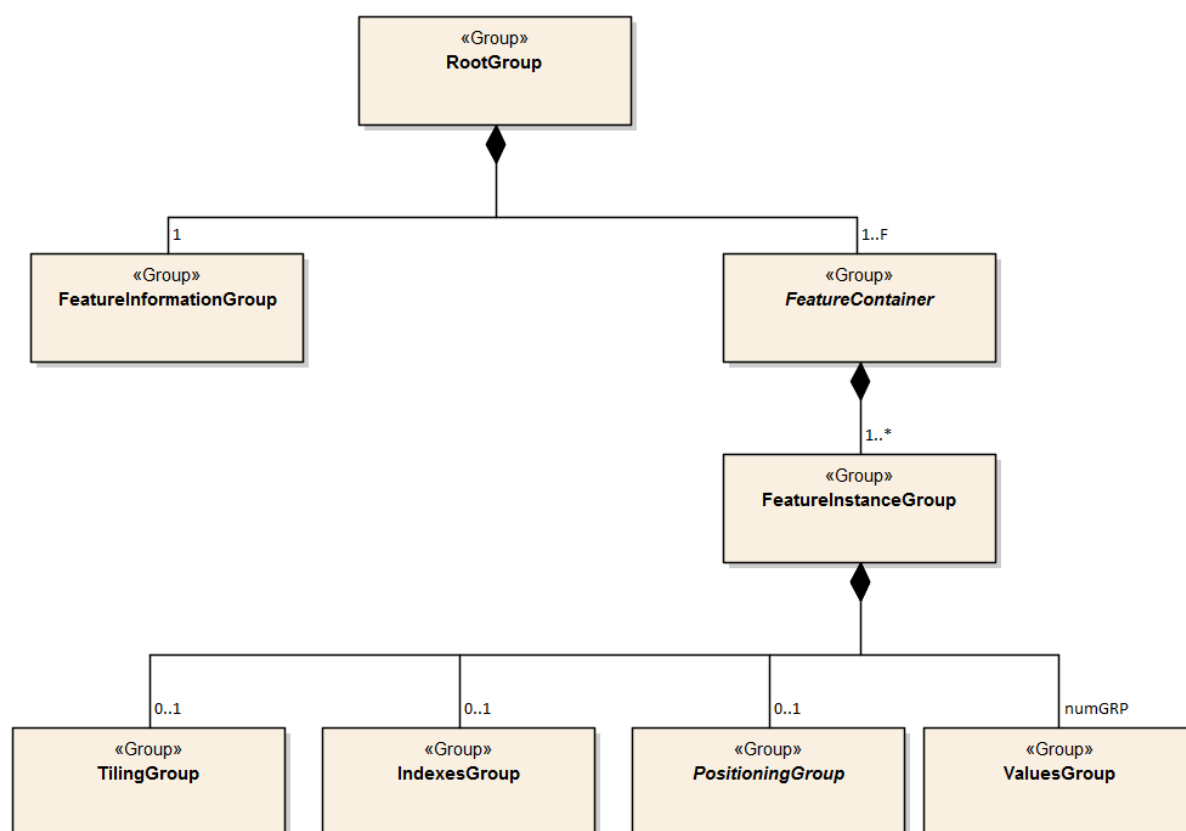 «Group»
RootGroup
1
1..F
«Group»
FeatureInformationGroup
«Group»
FeatureContainer
1..*
«Group»
FeatureInstanceGroup
0..1
0..1
0..1
numGRP
«Group»
TilingGroup
«Group»
IndexesGroup
«Group»
PositioningGroup
«Group»
ValuesGroup